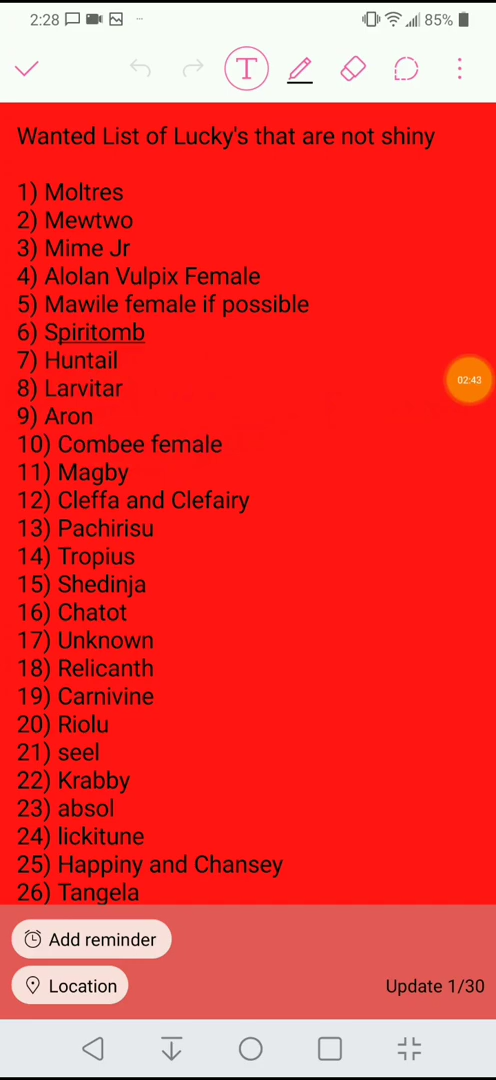 2:28 85%
T
Wanted List of Lucky's that are not shiny
1) Moltres
2) Mewtwo
3) Mime Jr
4) Alolan Vulpix Female
5) Mawile female if possible
6) Spiritomb
7) Huntail
8) Larvitar
02:43
9) Aron
10) Combee female
11) Magby
12) Cleffa and Clefairy
13) Pachirisu
14) Tropius
15) Shedinja
16) Chatot
17) Unknown
18) Relicanth
19) Carnivine
20) Riolu
21) seel
22) Krabby
23) absol
24) lickitune
25) Happiny and Chansey
26) Tangela
Add reminder
Location Update 1/30